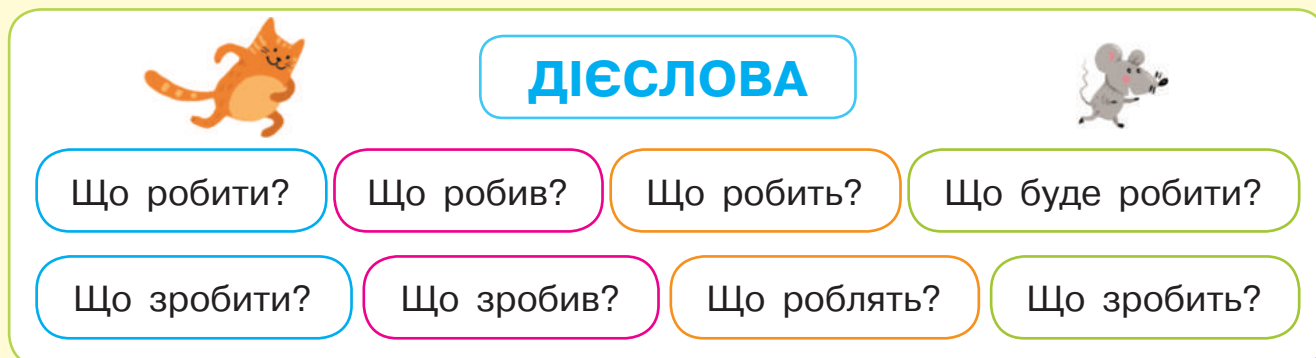 ДІЄСЛОВА
Що робити? Що робив? Що робить? Що буде робити?
Що зробити? Що зробив? Що роблять? Що зробить?